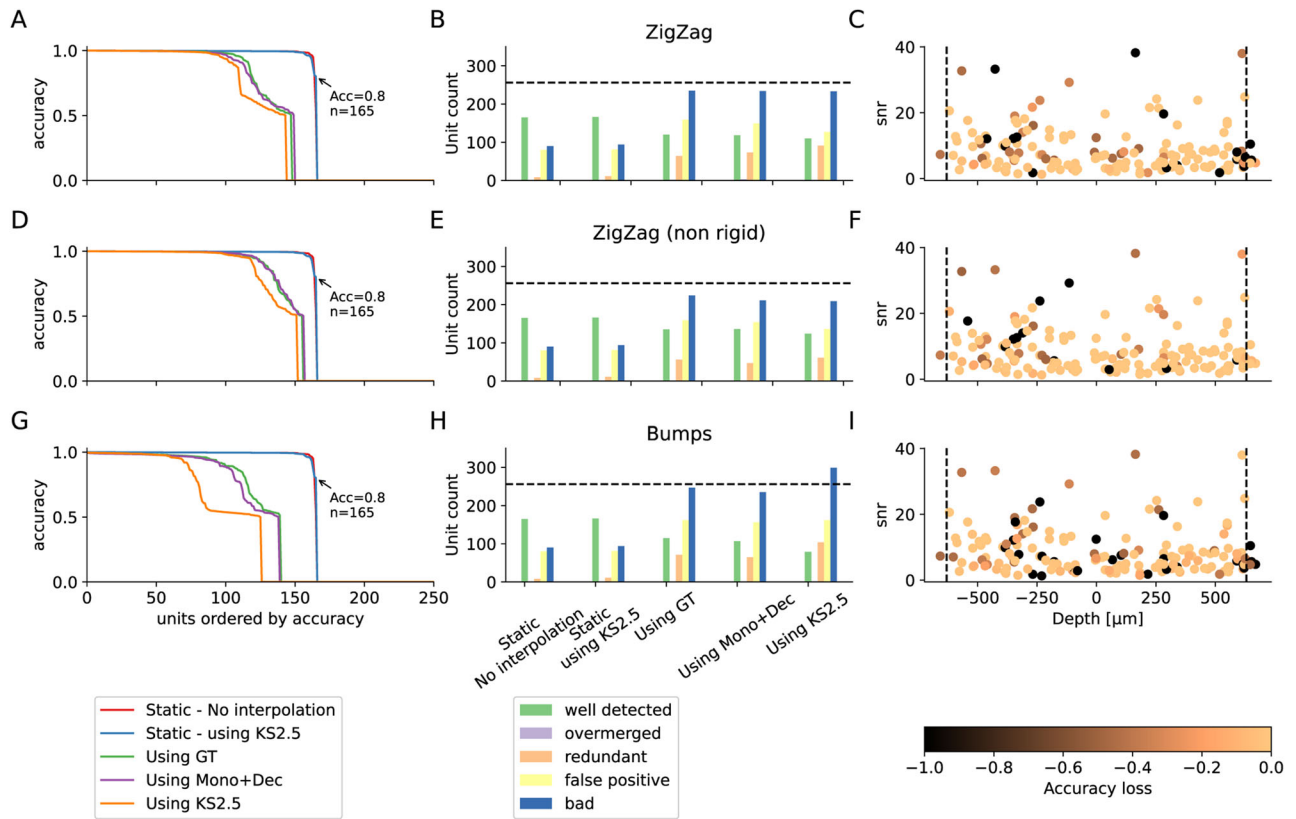 A
B
ZigZag
C
1.0
0.5
0.0
accuracy
Acc=0.8
n=165
300
200
100
0
Unit count
40
20
0
snr
D
E
ZigZag (non rigid)
F
1.0
0.5
0.0
accuracy
Acc=0.8
n=165
300
200
100
0
Unit count
40
20
0
snr
G
H
Bumps
I
1.0
0.5
0.0
accuracy
Acc=0.8
n=165
0 50 100 150 200 250
units ordered by accuracy
300
200
100
0
Unit count
Static
No interpolation
Static
using KS2.5
Using GT
Using Mono+Dec
Using KS2.5
40
20
0
snr
−500 −250 0 250 500
Depth [μm]
Static - No interpolation
Static - using KS2.5
Using GT
Using Mono+Dec
Using KS2.5
well detected
overmerged
redundant
false positive
bad
−1.0 −0.8 −0.6 −0.4 −0.2 0.0
Accuracy loss